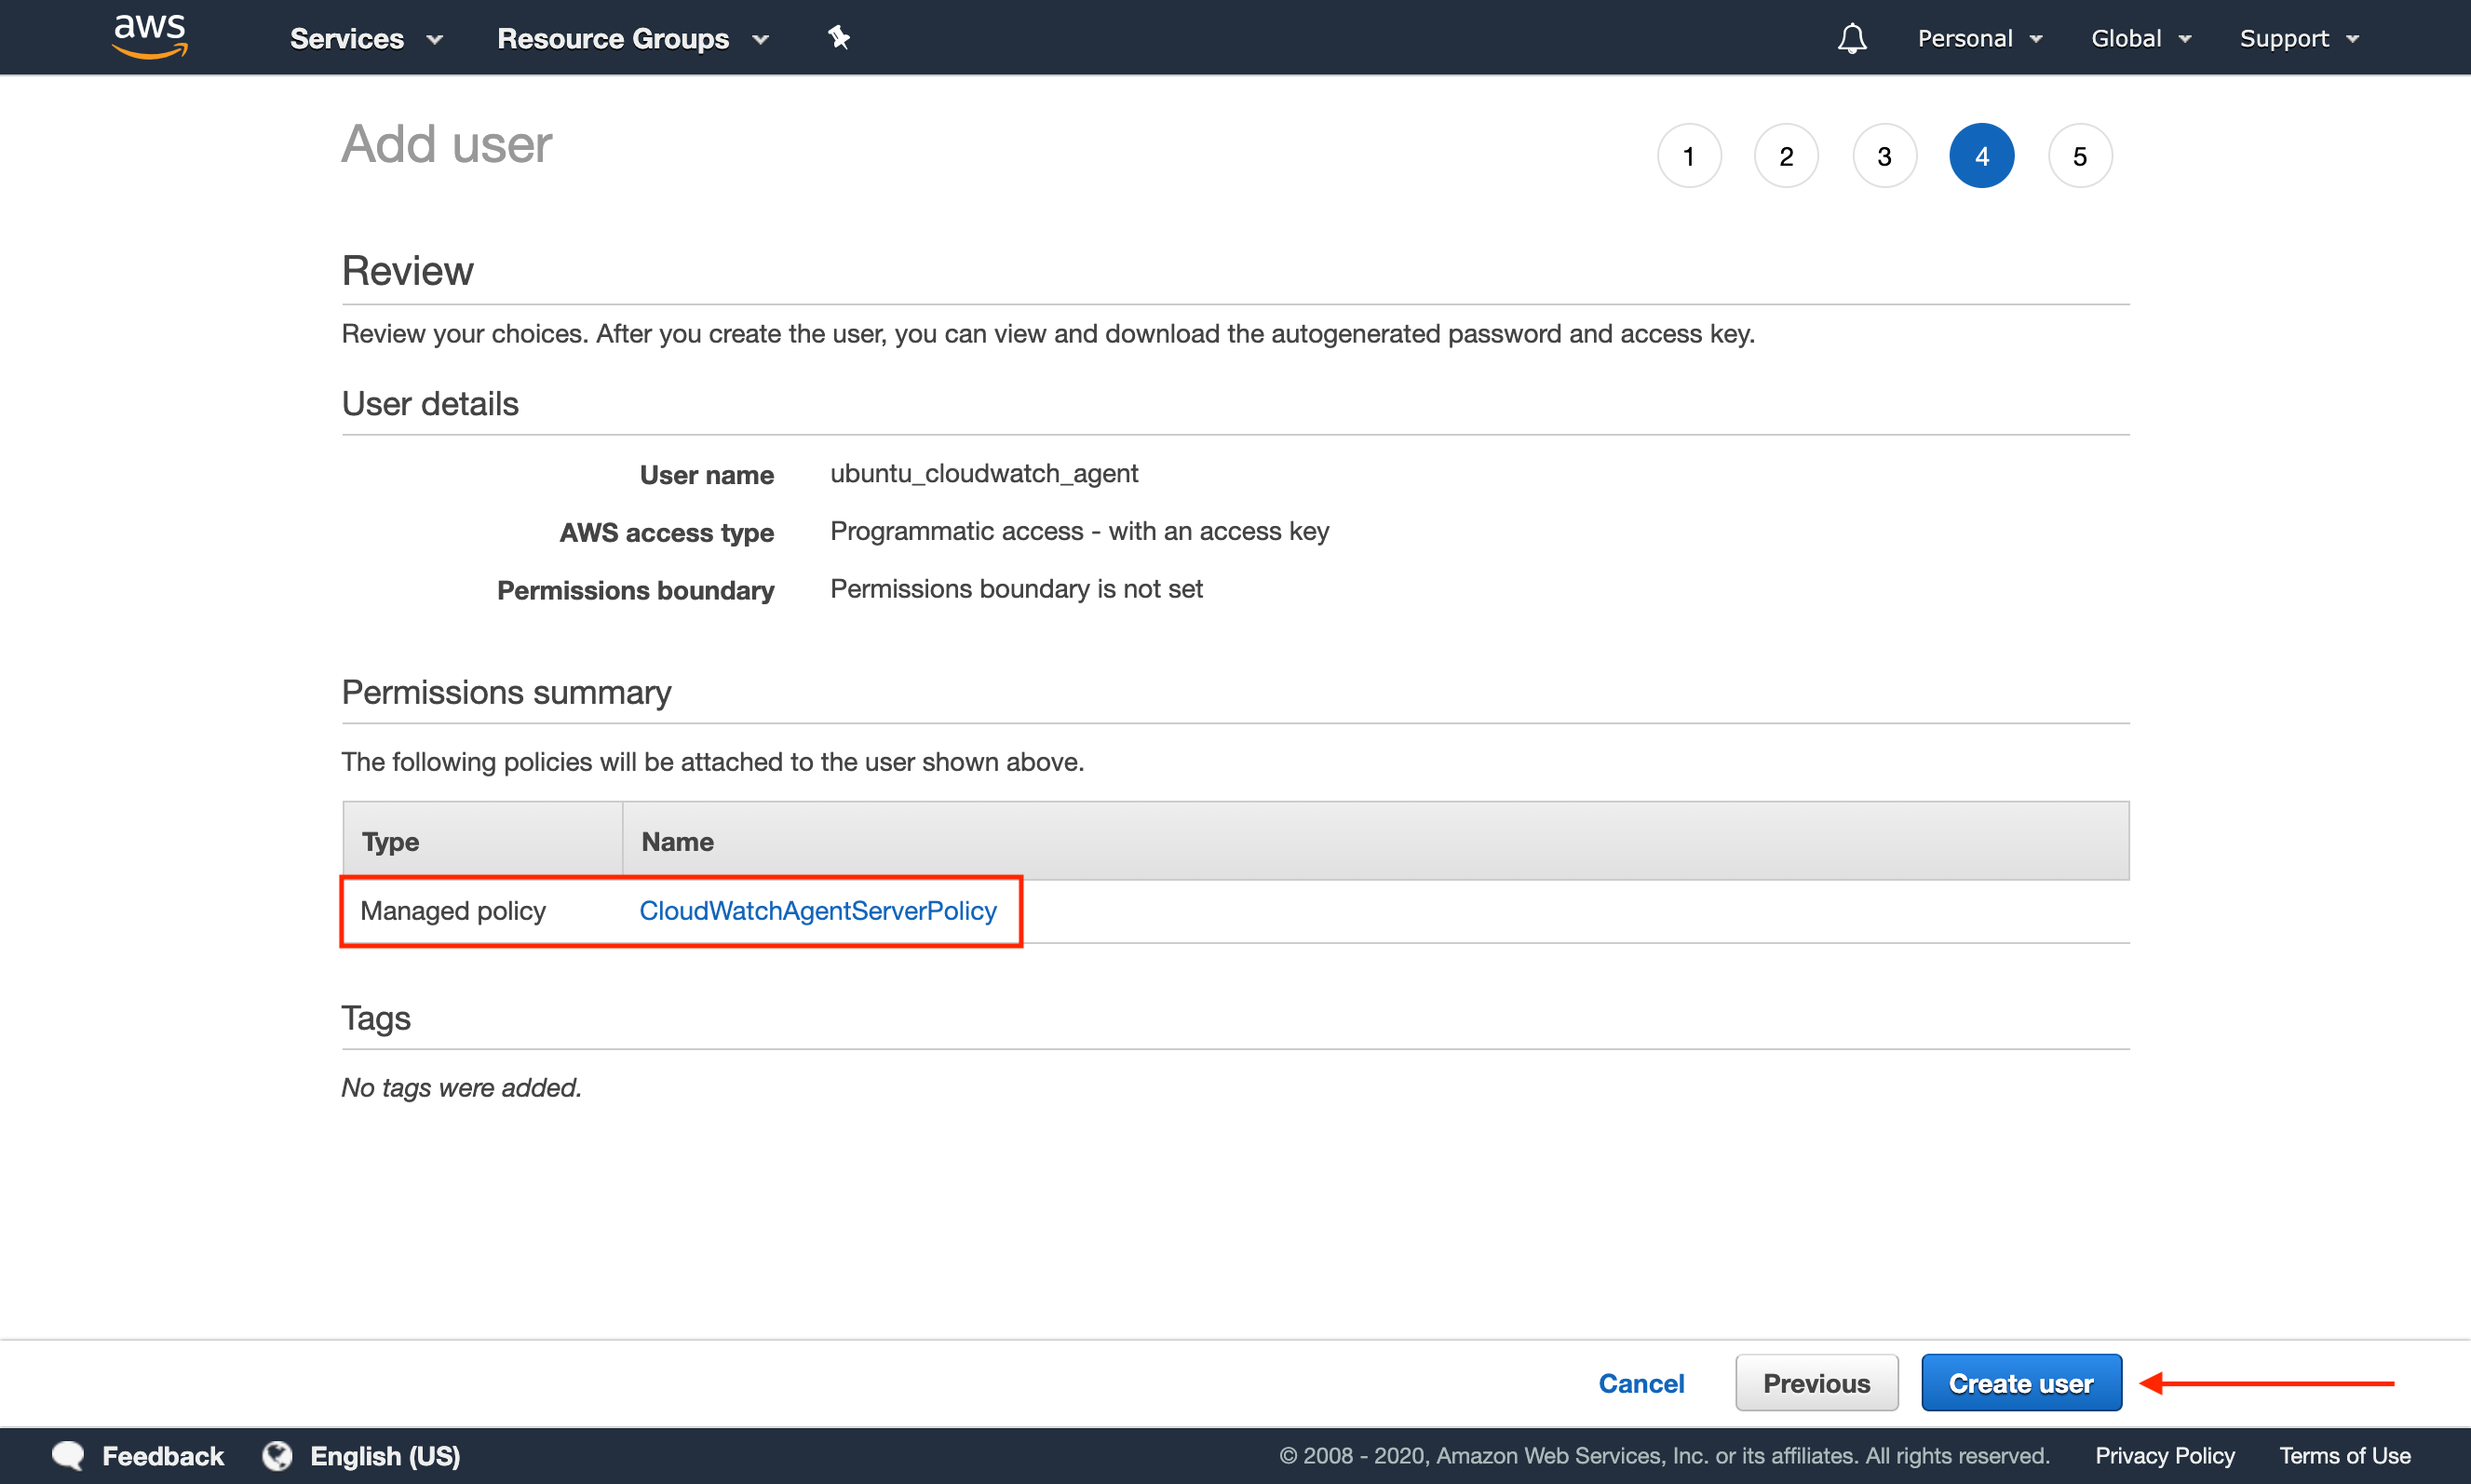 aws Services Resource Groups Personal Global Support
Add user 1 2 3 4 5
Review
Review your choices. After you create the user, you can view and download the autogenerated password and access key.
User details
User name ubuntu_cloudwatch_agent
AWS access type Programmatic access - with an access key
Permissions boundary Permissions boundary is not set
Permissions summary
The following policies will be attached to the user shown above.
Type Name
Managed policy CloudWatchAgentServerPolicy
Tags
No tags were added.
Cancel Previous Create user
Feedback English (US) © 2008 - 2020, Amazon Web Services, Inc. or its affiliates. All rights reserved. Privacy Policy Terms of Use